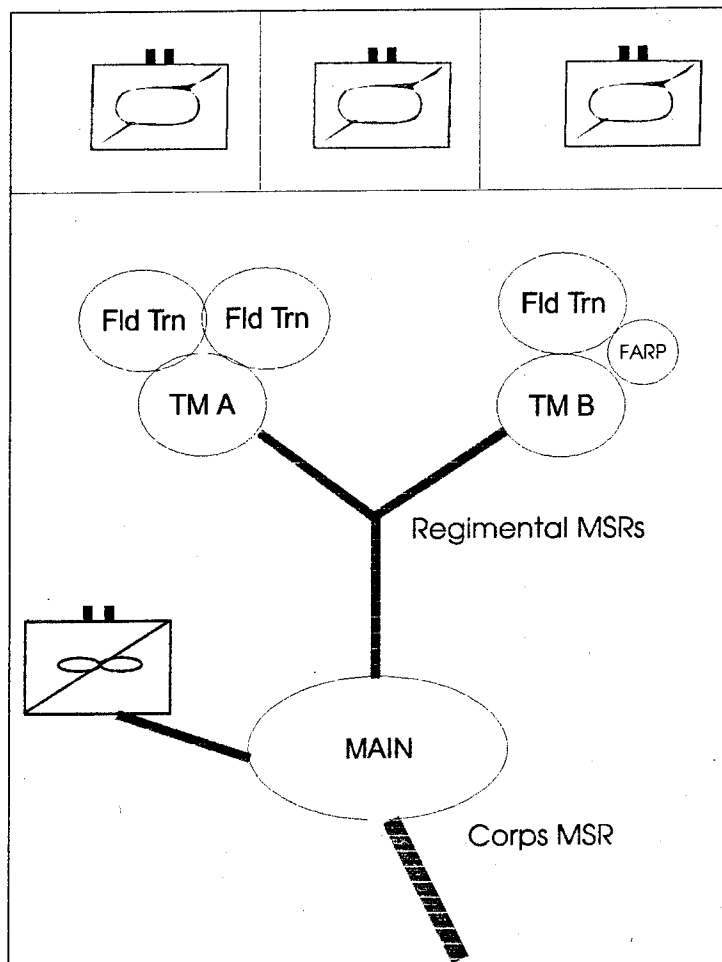 Fld Trn
Fld Trn
Fld Trn
FARP
TM A
TM B
Regimental MSRs
MAIN
Corps MSR